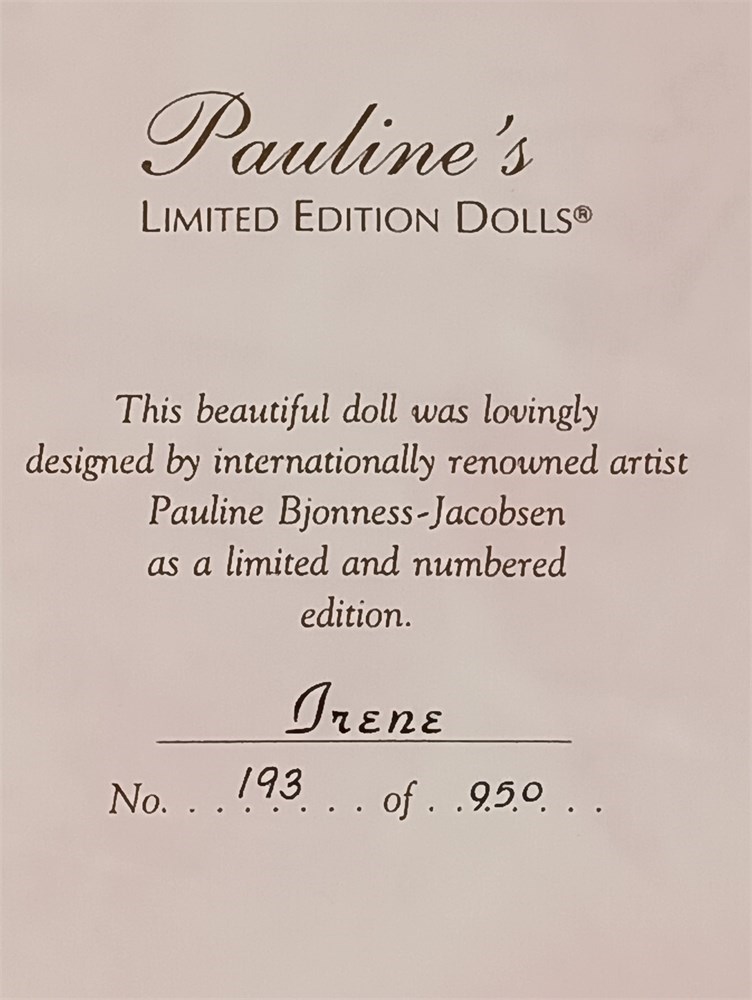 Pauline's
LIMITED EDITION DOLLS®
This beautiful doll was lovingly
designed by internationally renowned artist
Pauline Bjonness-Jacobsen
as a limited and numbered
edition.
Irene
No. . . 193 . . . of . . 950 . . .